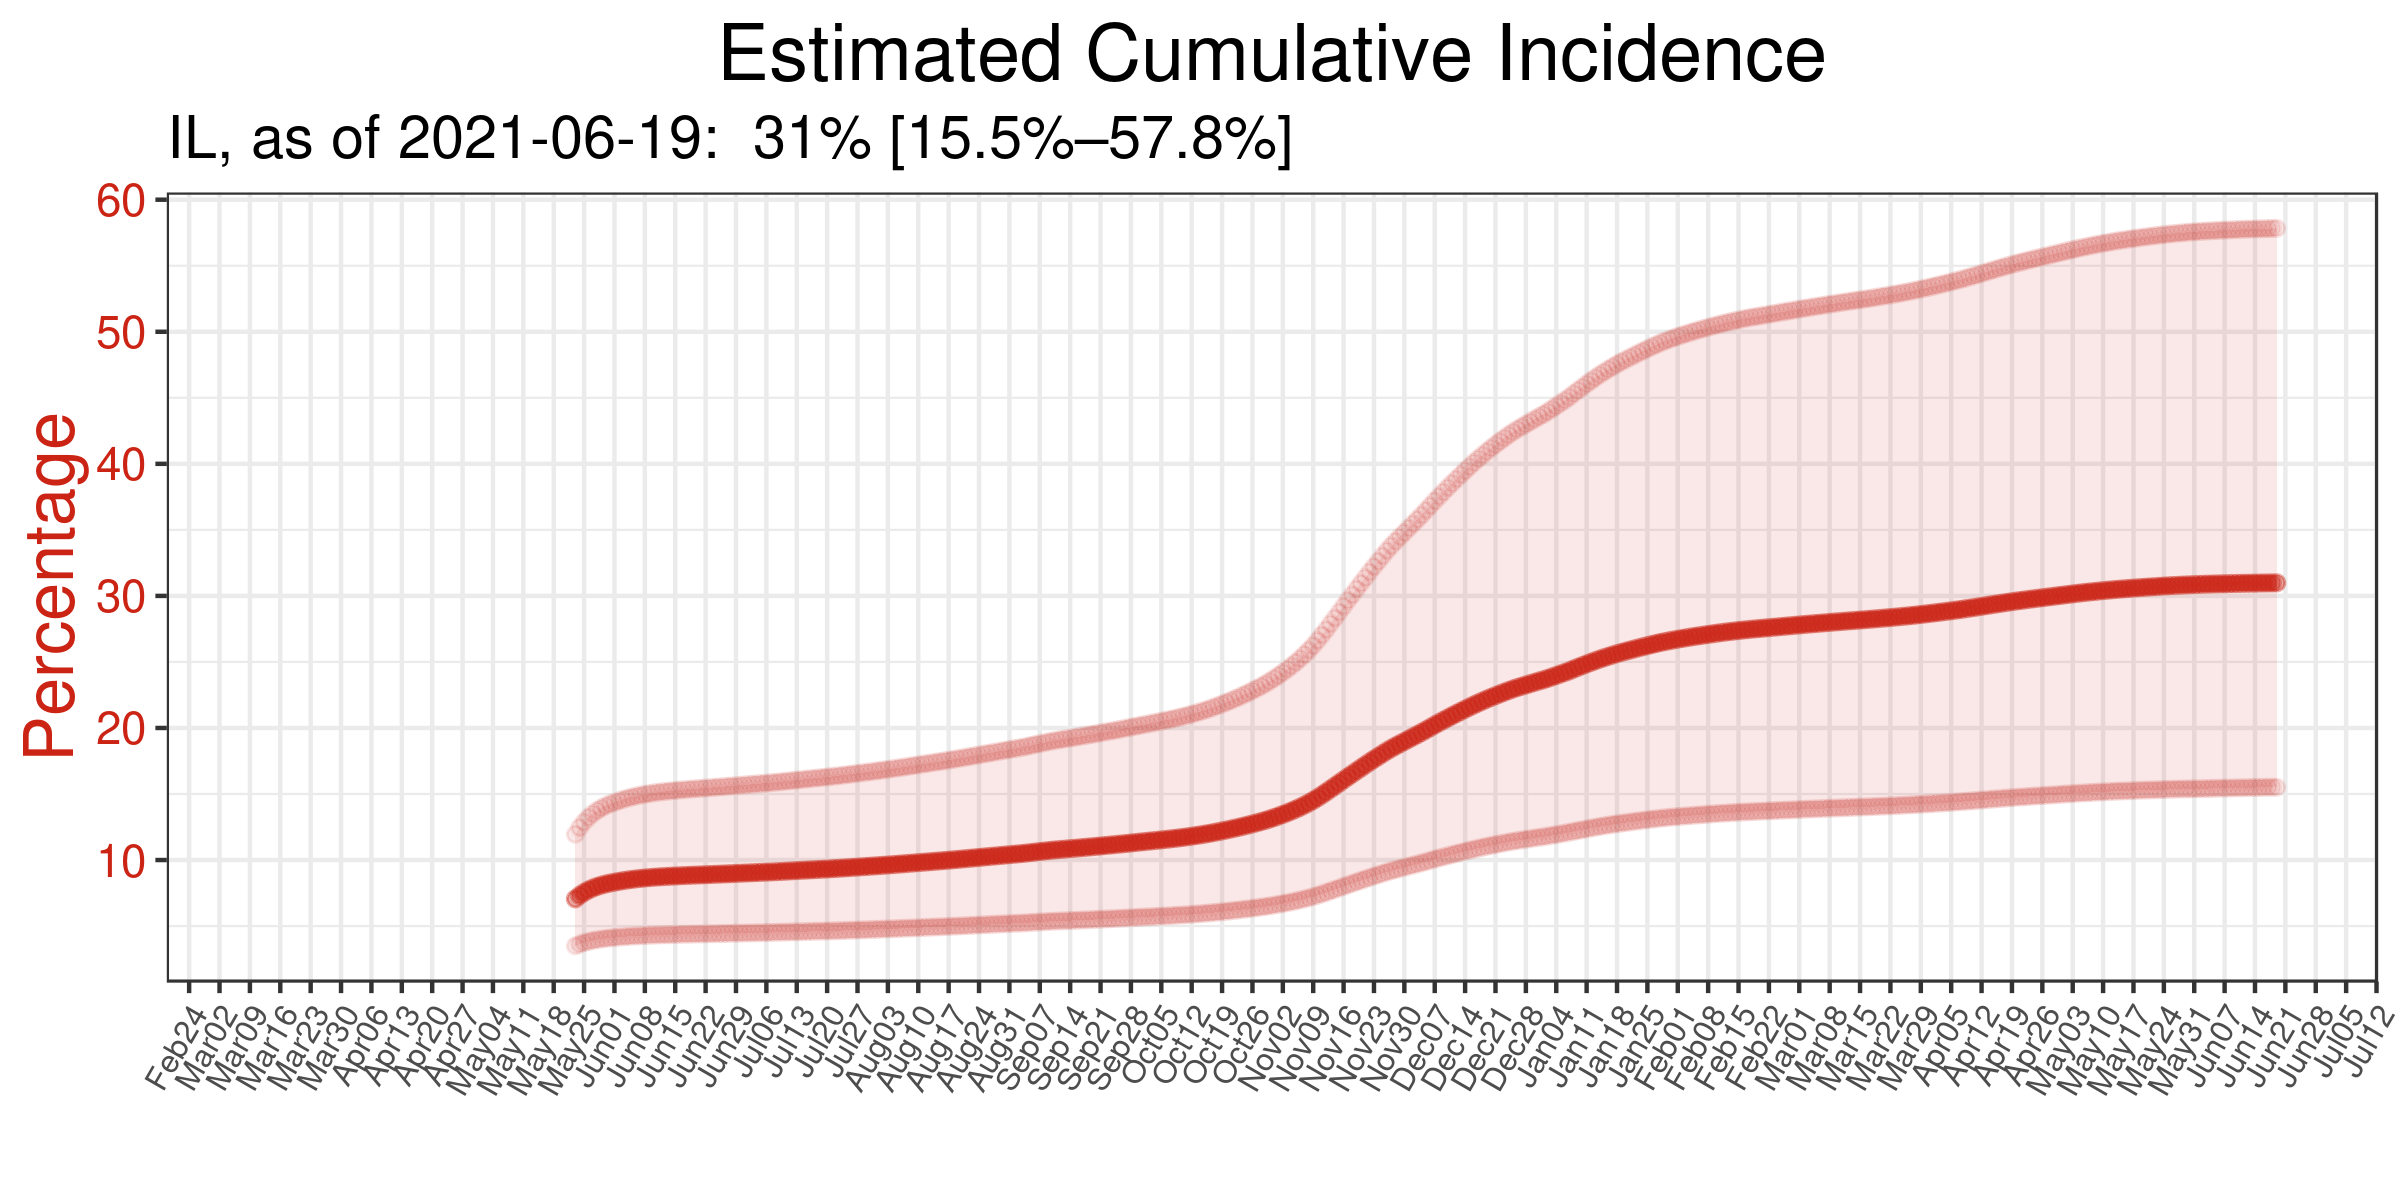 Estimated Cumulative Incidence
IL, as of 2021-06-19: 31% [15.5%–57.8%]
Percentage
60
50
40
30
20
10
Feb24
Mar02
Mar09
Mar16
Mar23
Mar30
Apr06
Apr13
Apr20
Apr27
May04
May11
May18
May25
Jun01
Jun08
Jun15
Jun22
Jun29
Jul06
Jul13
Jul20
Jul27
Aug03
Aug10
Aug17
Aug24
Aug31
Sep07
Sep14
Sep21
Sep28
Oct05
Oct12
Oct19
Oct26
Nov02
Nov09
Nov16
Nov23
Nov30
Dec07
Dec14
Dec21
Dec28
Jan04
Jan11
Jan18
Jan25
Feb01
Feb08
Feb15
Feb22
Mar01
Mar08
Mar15
Mar22
Mar29
Apr05
Apr12
Apr19
Apr26
May03
May10
May17
May24
May31
Jun07
Jun14
Jun21
Jun28
Jul05
Jul12